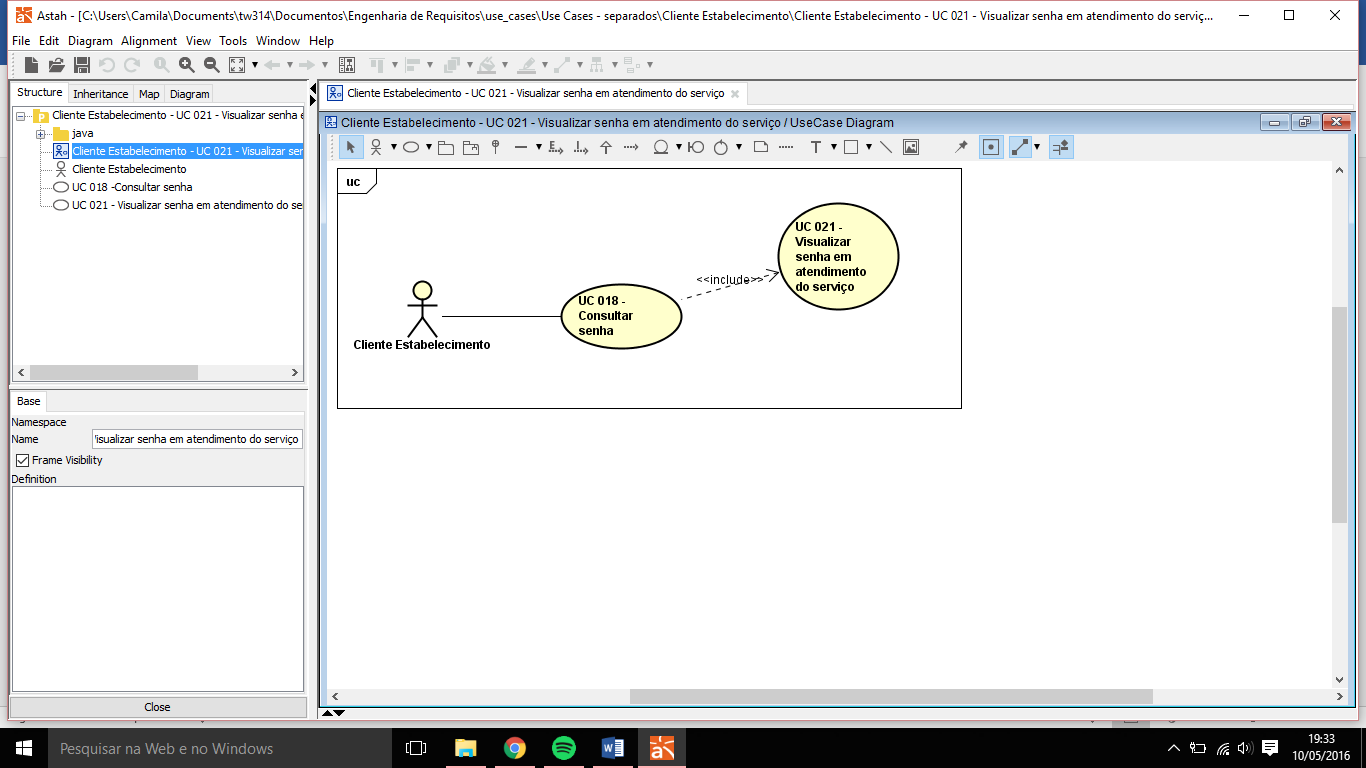 Astah - [C:\Users\Camila\Documents\tw314\Documentos\Engenharia de Requisitos\use_cases\Use Cases - separados\Cliente Estabelecimento\Cliente Estabelecimento - UC 021 - Visualizar senha em atendimento do serviç...
File Edit Diagram Alignment View Tools Window Help
Structure Inheritance Map Diagram
Cliente Estabelecimento - UC 021 - Visualizar senha e
java
Cliente Estabelecimento - UC 021 - Visualizar ser
Cliente Estabelecimento
UC 018 -Consultar senha
UC 021 - Visualizar senha em atendimento do se
Base
Namespace
Name isualizar senha em atendimento do serviço
Frame Visibility
Definition
Close
Cliente Estabelecimento - UC 021 - Visualizar senha em atendimento do serviço
Cliente Estabelecimento - UC 021 - Visualizar senha em atendimento do serviço / UseCase Diagram
uc
Cliente Estabelecimento
UC 018 -
Consultar
senha
<<include>>
UC 021 -
Visualizar
senha em
atendimento
do serviço
Pesquisar na Web e no Windows
19:33
10/05/2016